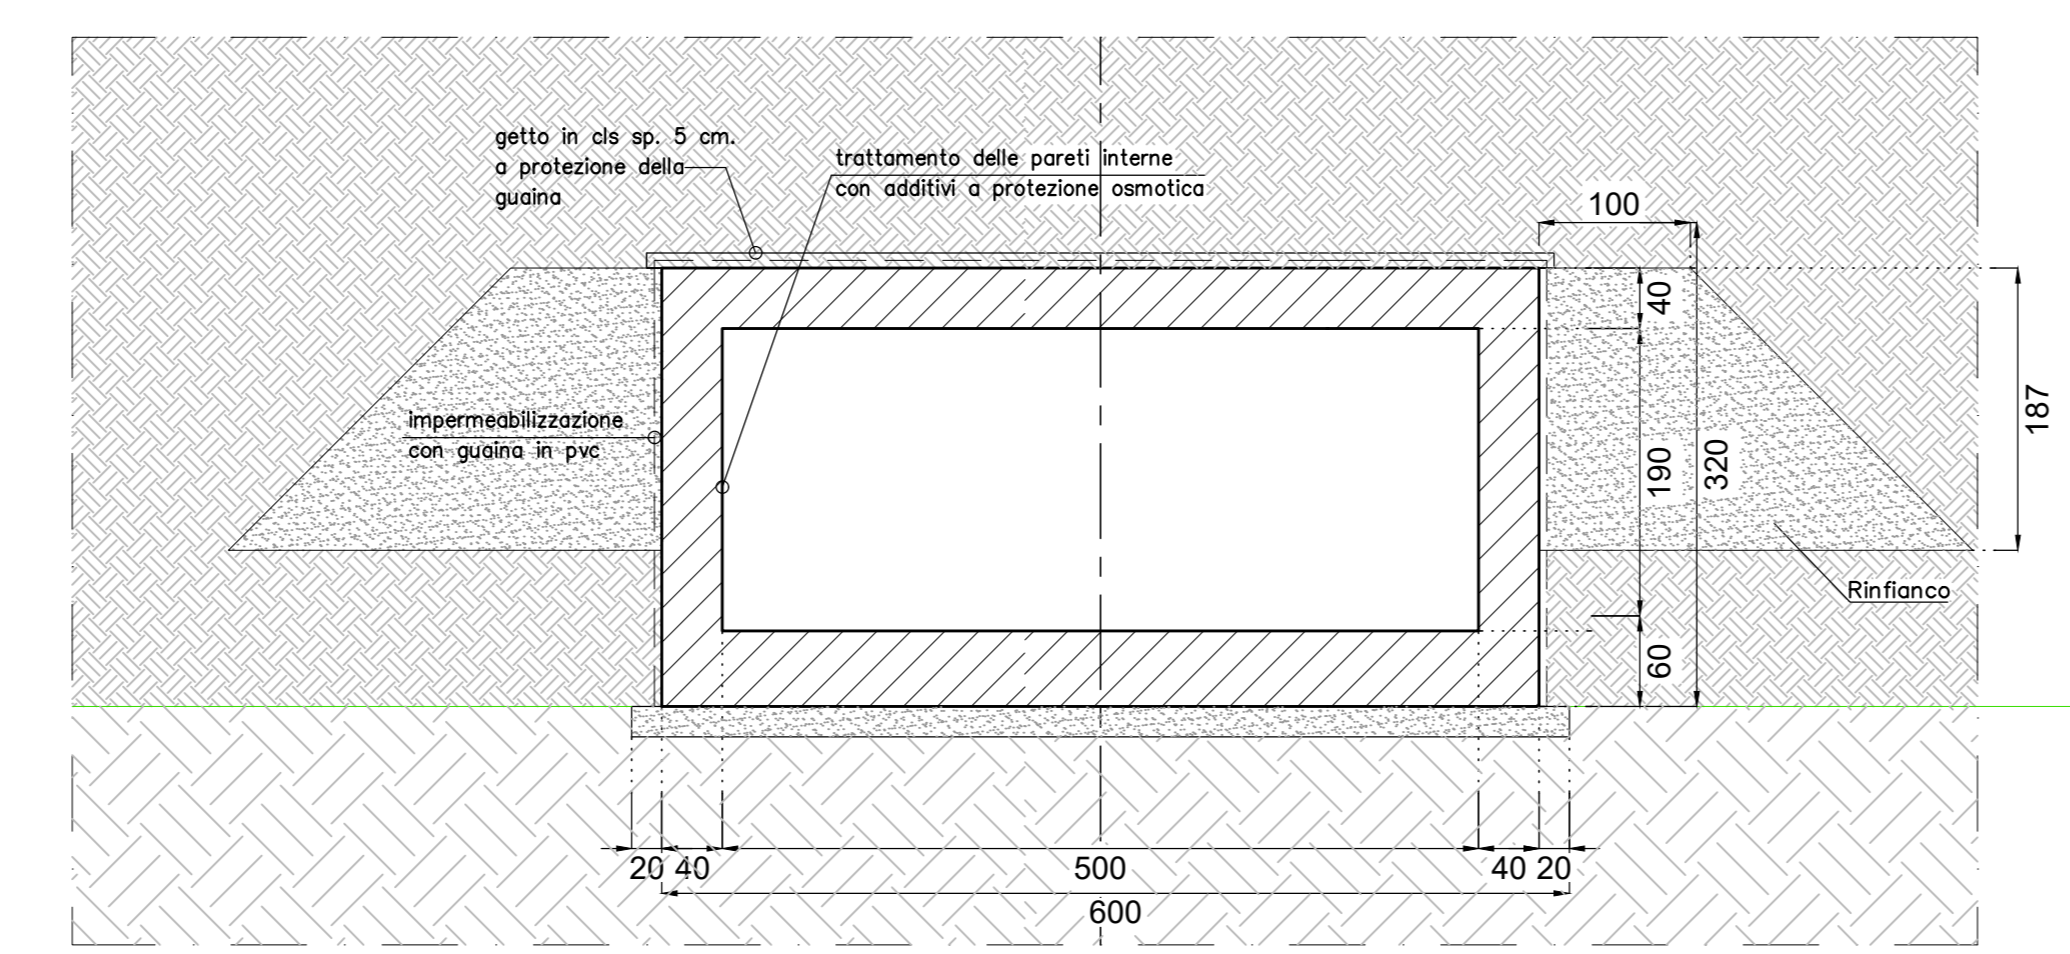 getto in cls sp. 5 cm.
a protezione della
guaina
trattamento delle pareti interne
con additivi a protezione osmotica
100
40
187
impermeabilizzazione
con guaina in pvc
190
320
Rinfianco
60
20 40 500 40 20
600